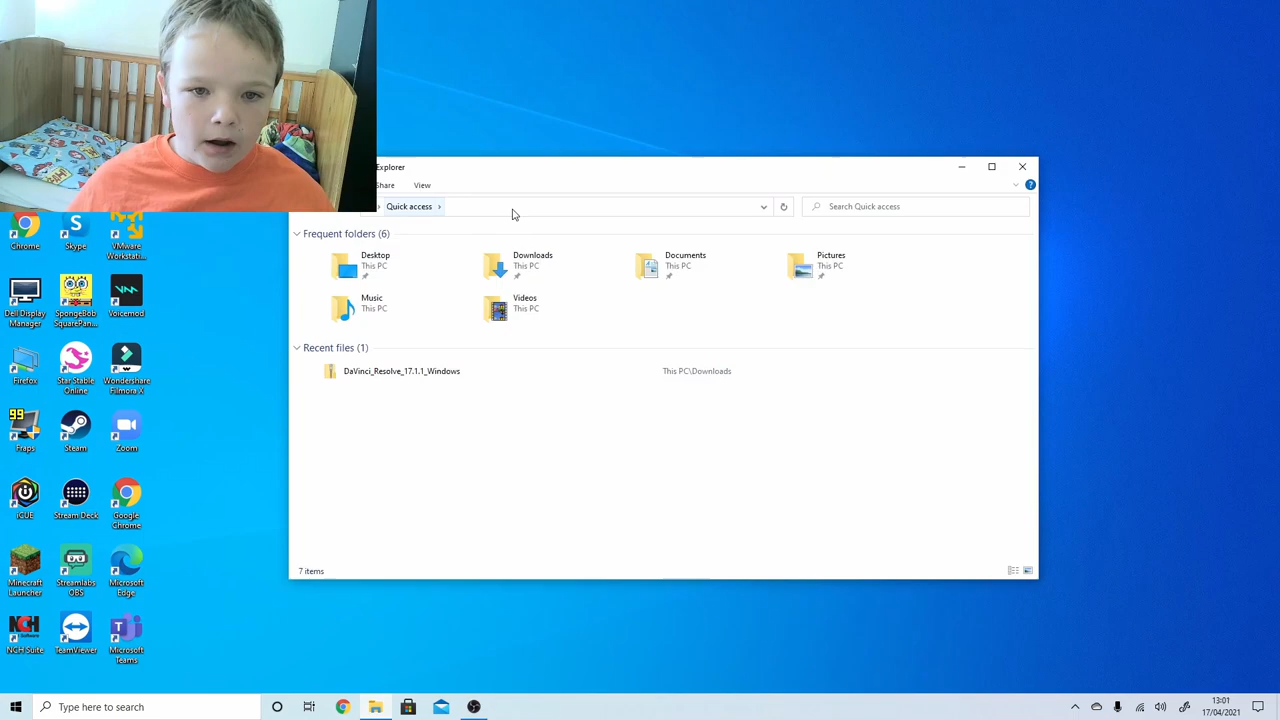 Explorer
Share View
Quick access
Search Quick access
Frequent folders (6)
Desktop
This PC
Downloads
This PC
Documents
This PC
Pictures
This PC
Music
This PC
Videos
This PC
Recent files (1)
DaVinci_Resolve_17.1.1_Windows This PC\Downloads
7 items
Chrome
Skype
VMware
Workstati...
Dell Display
Manager
SpongeBob
SquarePan...
Voicemod
Firefox
Star Stable
Online
Wondershare
Filmora X
99
Fraps
Steam
Zoom
iCUE
Stream Deck
Google
Chrome
Minecraft
Launcher
Streamlabs
OBS
Microsoft
Edge
NCH Software
NCH Suite
TeamViewer
Microsoft
Teams
Type here to search
13:01
17/04/2021